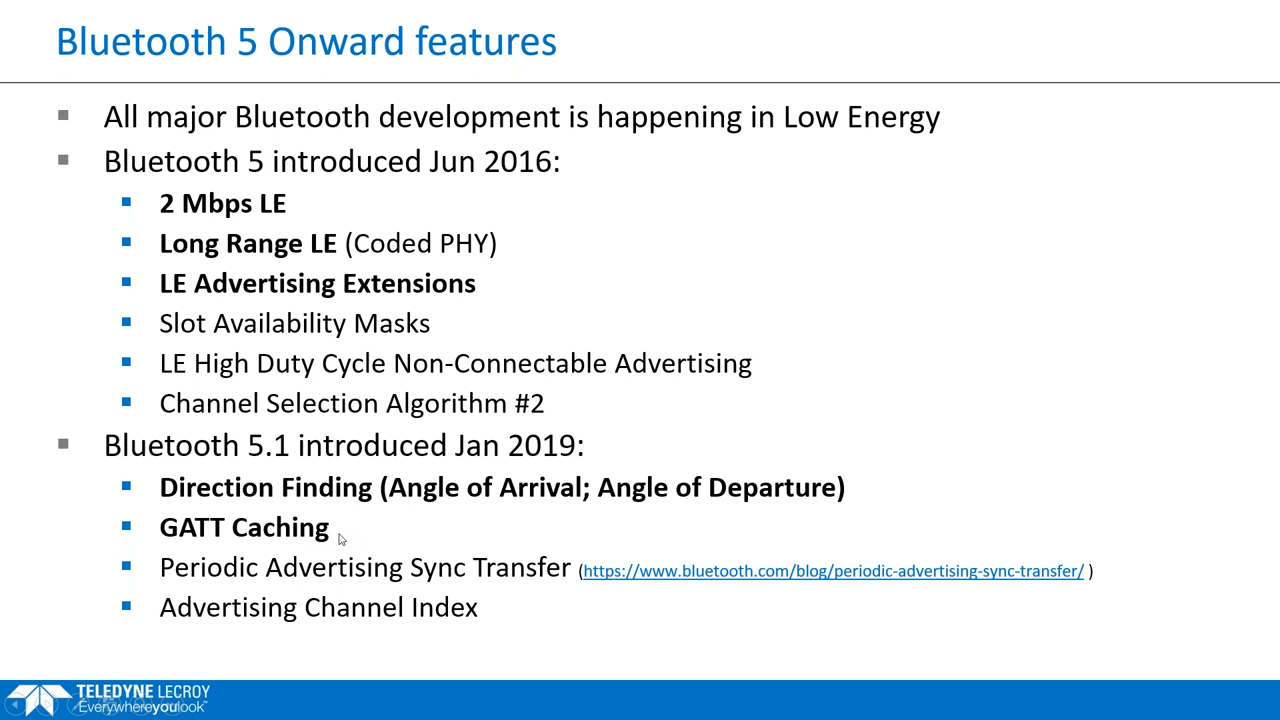 Bluetooth 5 Onward features
All major Bluetooth development is happening in Low Energy
Bluetooth 5 introduced Jun 2016:
2 Mbps LE
Long Range LE (Coded PHY)
LE Advertising Extensions
Slot Availability Masks
LE High Duty Cycle Non-Connectable Advertising
Channel Selection Algorithm #2
Bluetooth 5.1 introduced Jan 2019:
Direction Finding (Angle of Arrival; Angle of Departure)
GATT Caching
Periodic Advertising Sync Transfer (https://www.bluetooth.com/blog/periodic-advertising-sync-transfer/ )
Advertising Channel Index
TELEDYNE LECROY
Everywhereyoulook™